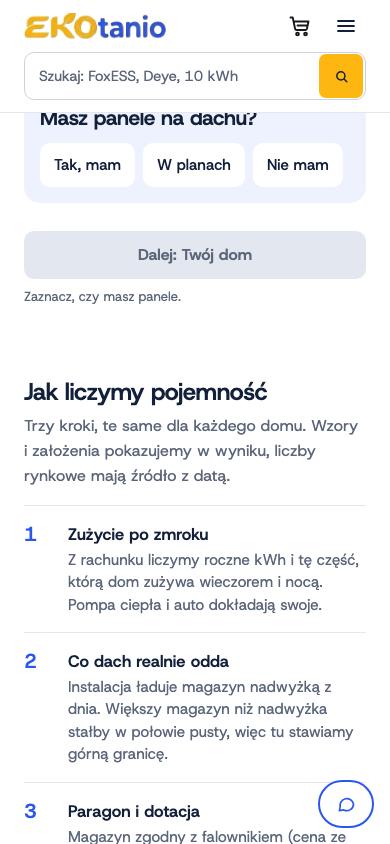 EKOtanio
Szukaj: FoxESS, Deye, 10 kWh
Masz panele na dachu?
Tak, mam
W planach
Nie mam
Dalej: Twój dom
Zaznacz, czy masz panele.
Jak liczymy pojemność
Trzy kroki, te same dla każdego domu. Wzory
i założenia pokazujemy w wyniku, liczby
rynkowe mają źródło z datą.
1
Zużycie po zmroku
Z rachunku liczymy roczne kWh i tę część,
którą dom zużywa wieczorem i nocą.
Pompa ciepła i auto dokładają swoje.
2
Co dach realnie odda
Instalacja ładuje magazyn nadwyżką z
dnia. Większy magazyn niż nadwyżka
stałby w połowie pusty, więc tu stawiamy
górną granicę.
3
Paragon i dotacja
Magazyn zgodny z falownikiem (cena ze